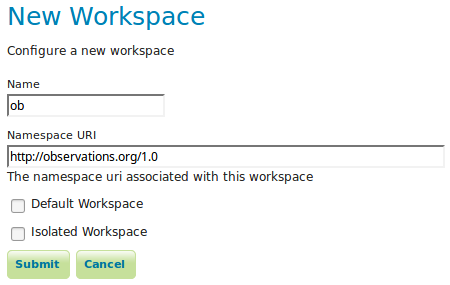 New Workspace
Configure a new workspace
Name
ob
Namespace URI
http://observations.org/1.0
The namespace uri associated with this workspace
Default Workspace
Isolated Workspace
Submit Cancel